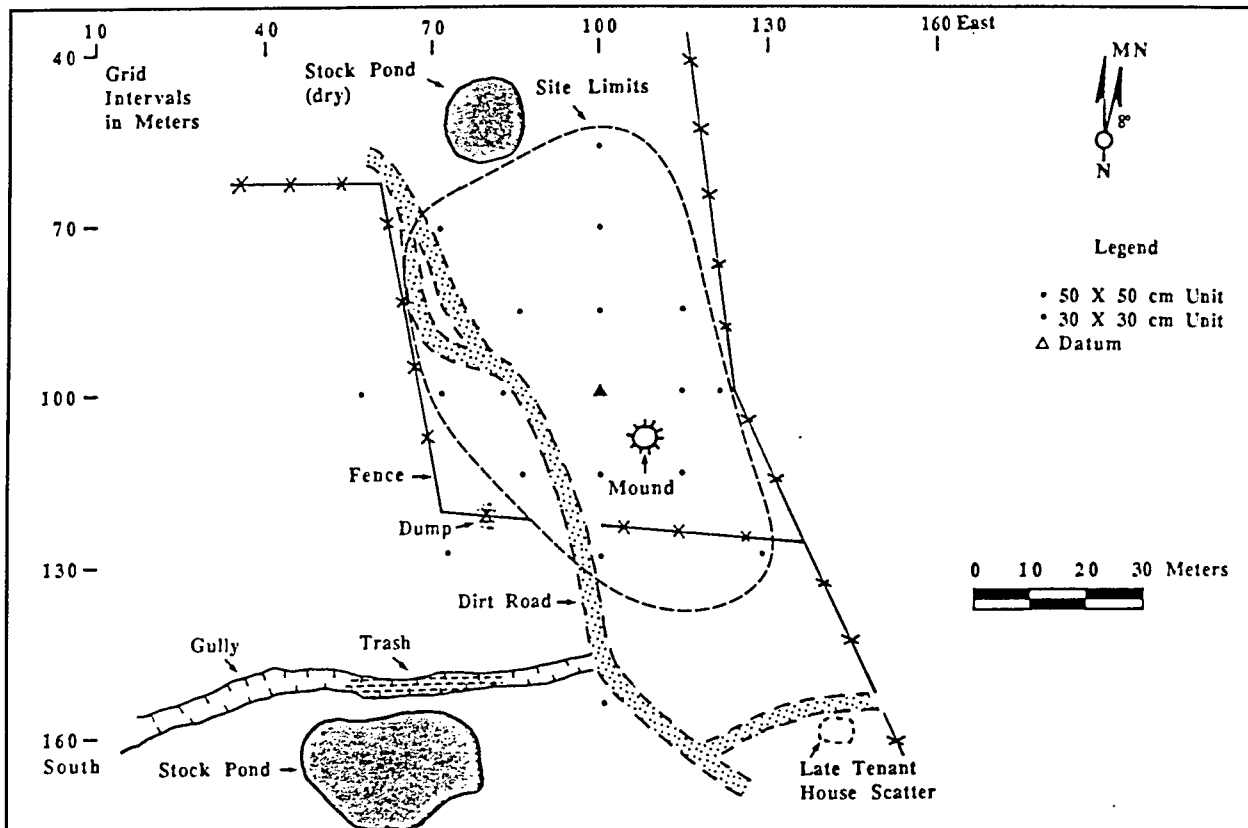 10 40 70 100 130 160 East
40
Grid
Intervals
in Meters
Stock Pond
(dry)
Site Limits
MN
8°
N
70
Legend
• 50 X 50 cm Unit
• 30 X 30 cm Unit
△ Datum
100
Fence
Mound
Dump
130
0 10 20 30 Meters
Dirt Road
Gully
Trash
160
South
Stock Pond
Late Tenant
House Scatter